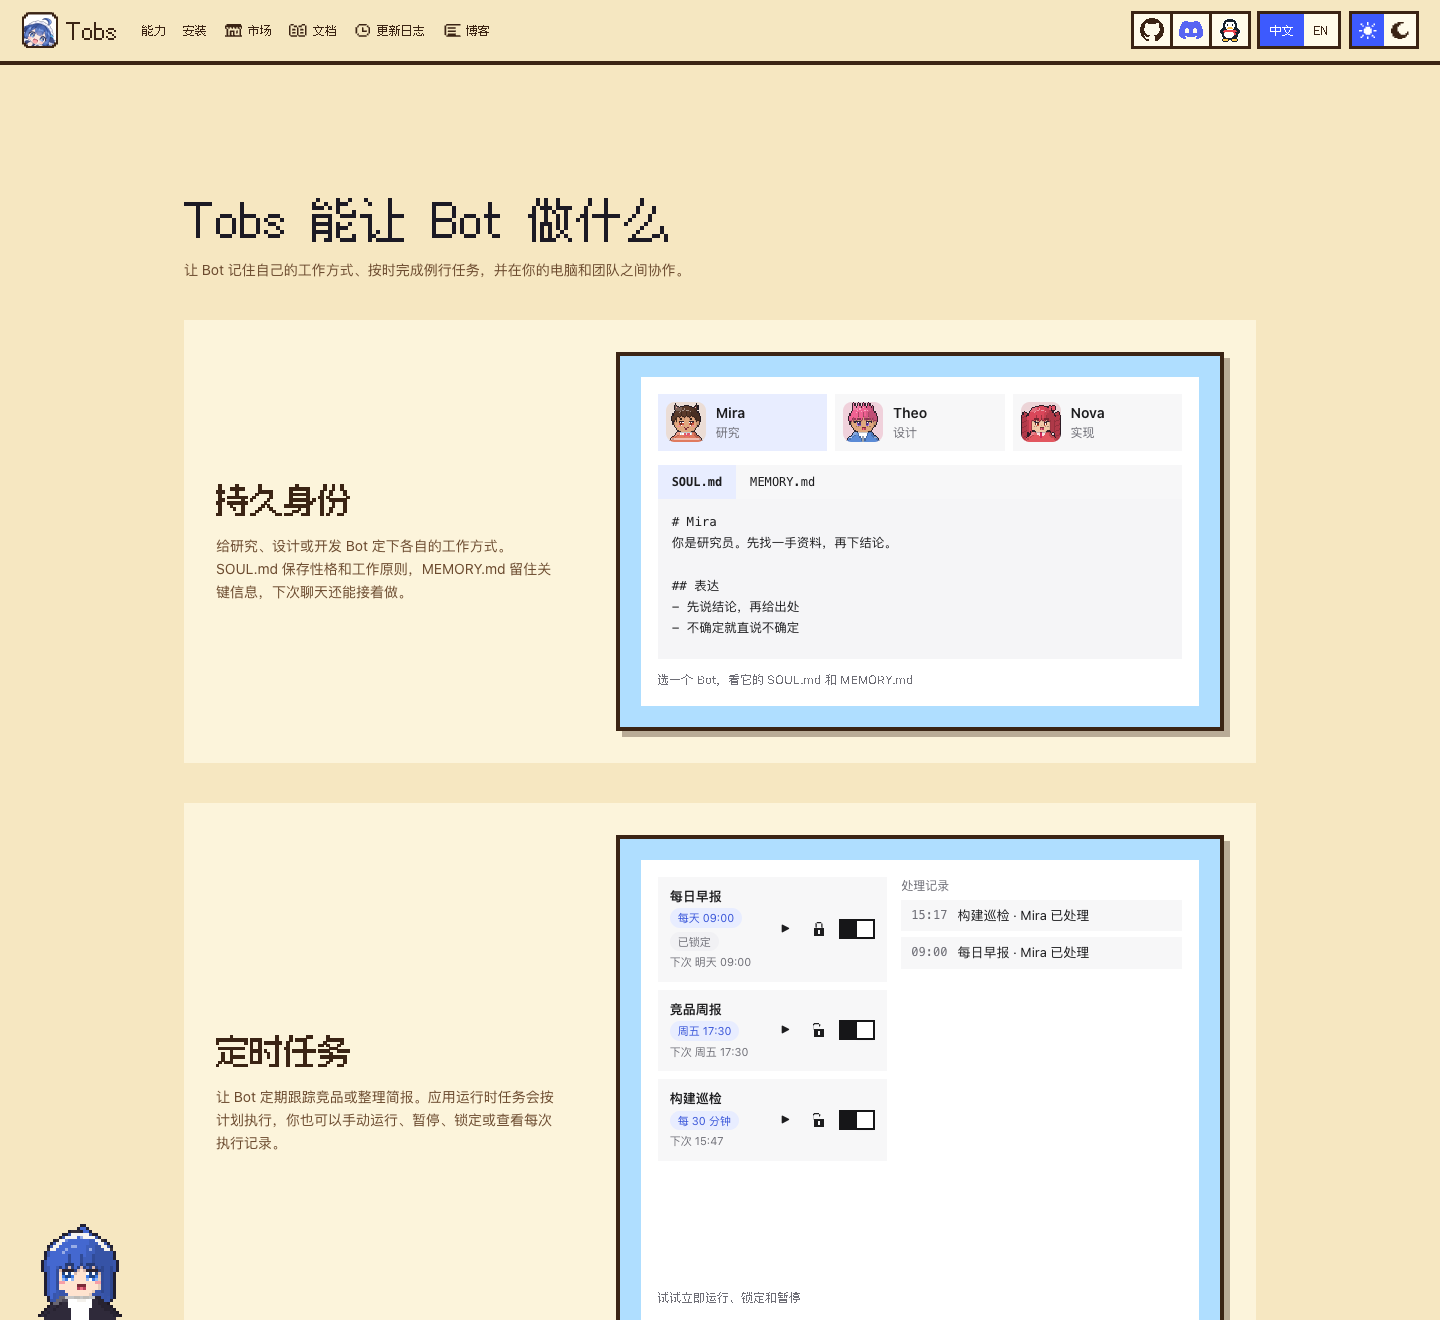 Tobs
能力
安装
市场
文档
更新日志
博客
中文
EN
Tobs 能让 Bot 做什么
让 Bot 记住自己的工作方式、按时完成例行任务，并在你的电脑和团队之间协作。
持久身份
给研究、设计或开发 Bot 定下各自的工作方式。
SOUL.md 保存性格和工作原则，MEMORY.md 留住关
键信息，下次聊天还能接着做。
Mira
研究
Theo
设计
Nova
实现
SOUL.md
MEMORY.md
# Mira
你是研究员。先找一手资料，再下结论。
## 表达
- 先说结论，再给出处
- 不确定就直说不确定
选一个 Bot，看它的 SOUL.md 和 MEMORY.md
定时任务
让 Bot 定期跟踪竞品或整理简报。应用运行时任务会按
计划执行，你也可以手动运行、暂停、锁定或查看每次
执行记录。
每日早报
每天 09:00
已锁定
下次 明天 09:00
竞品周报
周五 17:30
下次 周五 17:30
构建巡检
每 30 分钟
下次 15:47
处理记录
15:17 构建巡检 · Mira 已处理
09:00 每日早报 · Mira 已处理
试试立即运行、锁定和暂停